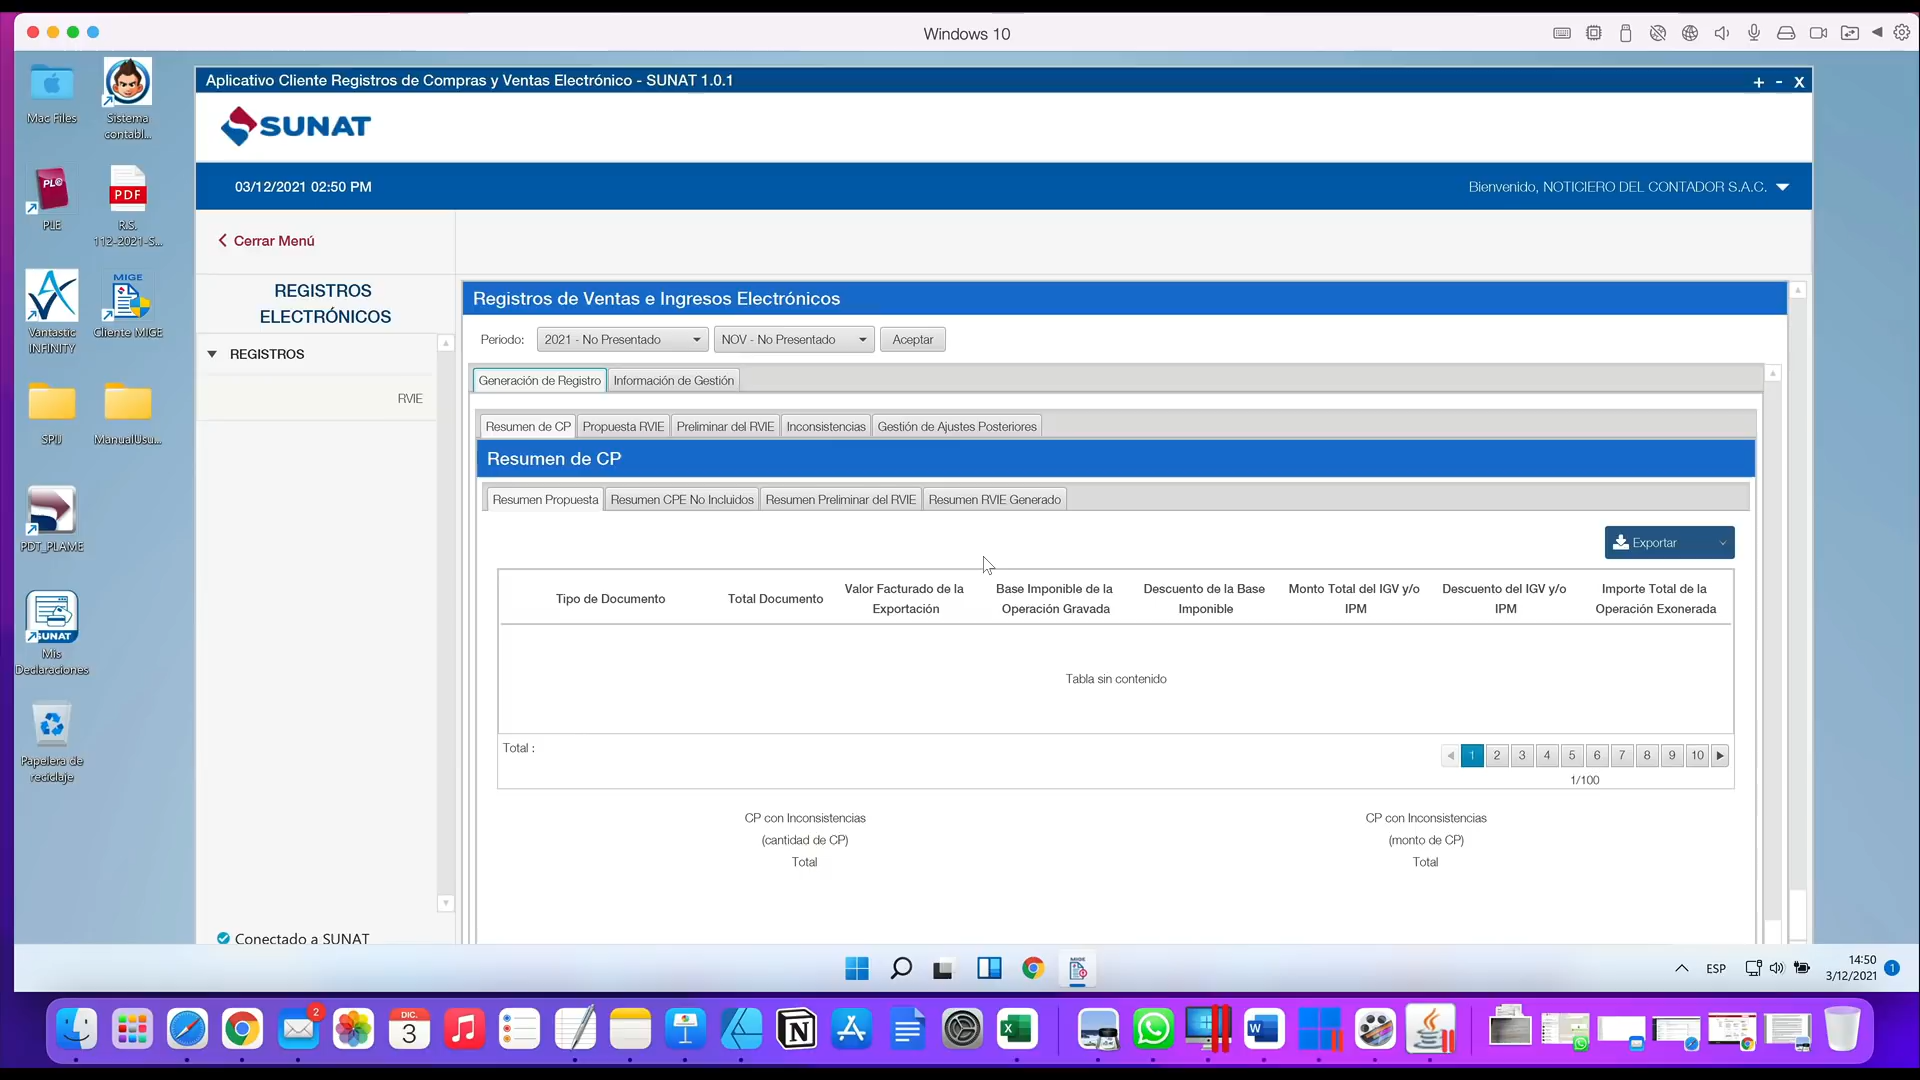 Windows 10
Mac Files
Sistema
contabl...
PLE
PDF
R.S.
112-2021-S...
Vantastic
INFINITY
MIGE
Cliente MIGE
SPIJ
ManualUsu...
PDT_PLAME
SUNAT
Mis
Declaraciones
Papelera de
reciclaje
Aplicativo Cliente Registros de Compras y Ventas Electrónico - SUNAT 1.0.1
+ - X
SUNAT
03/12/2021 02:50 PM
Bienvenido, NOTICIERO DEL CONTADOR S.A.C.
Cerrar Menú
REGISTROS
ELECTRÓNICOS
REGISTROS
RVIE
Conectado a SUNAT
Registros de Ventas e Ingresos Electrónicos
Periodo: 2021 - No Presentado NOV - No Presentado Aceptar
Generación de Registro Información de Gestión
Resumen de CP Propuesta RVIE Preliminar del RVIE Inconsistencias Gestión de Ajustes Posteriores
Resumen de CP
Resumen Propuesta Resumen CPE No Incluidos Resumen Preliminar del RVIE Resumen RVIE Generado
Exportar
Tipo de Documento
Total Documento
Valor Facturado de la
Exportación
Base Imponible de la
Operación Gravada
Descuento de la Base
Imponible
Monto Total del IGV y/o
IPM
Descuento del IGV y/o
IPM
Importe Total de la
Operación Exonerada
Tabla sin contenido
Total :
1 2 3 4 5 6 7 8 9 10
1/100
CP con Inconsistencias
(cantidad de CP)
Total
CP con Inconsistencias
(monto de CP)
Total
MIGE
ESP
14:50
3/12/2021
1
2
DIC.
3